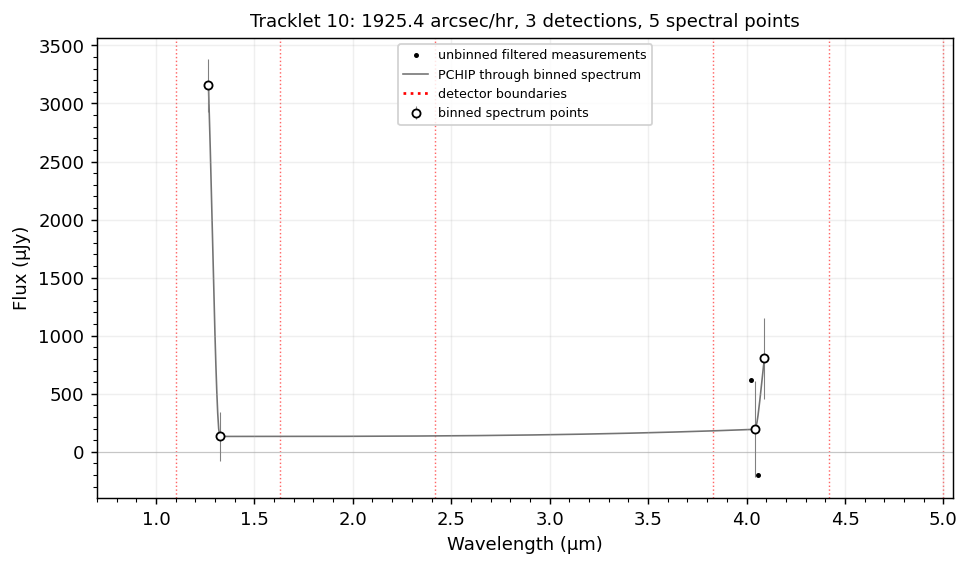 Tracklet 10: 1925.4 arcsec/hr, 3 detections, 5 spectral points
unbinned filtered measurements
PCHIP through binned spectrum
detector boundaries
binned spectrum points
Flux (μJy)
3500
3000
2500
2000
1500
1000
500
0
1.0 1.5 2.0 2.5 3.0 3.5 4.0 4.5 5.0
Wavelength (μm)